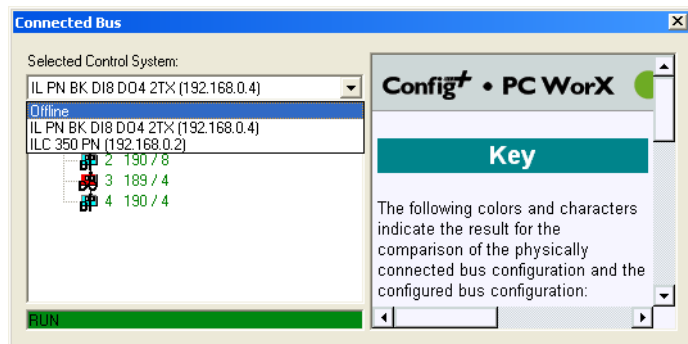 Connected Bus
Selected Control System:
IL PN BK DI8 DO4 2TX (192.168.0.4)
Offline
IL PN BK DI8 DO4 2TX (192.168.0.4)
ILC 350 PN (192.168.0.2)
2 190 / 8
3 189 / 4
4 190 / 4
RUN
Config+ • PC WorX
Key
The following colors and characters
indicate the result for the
comparison of the physically
connected bus configuration and the
configured bus configuration: